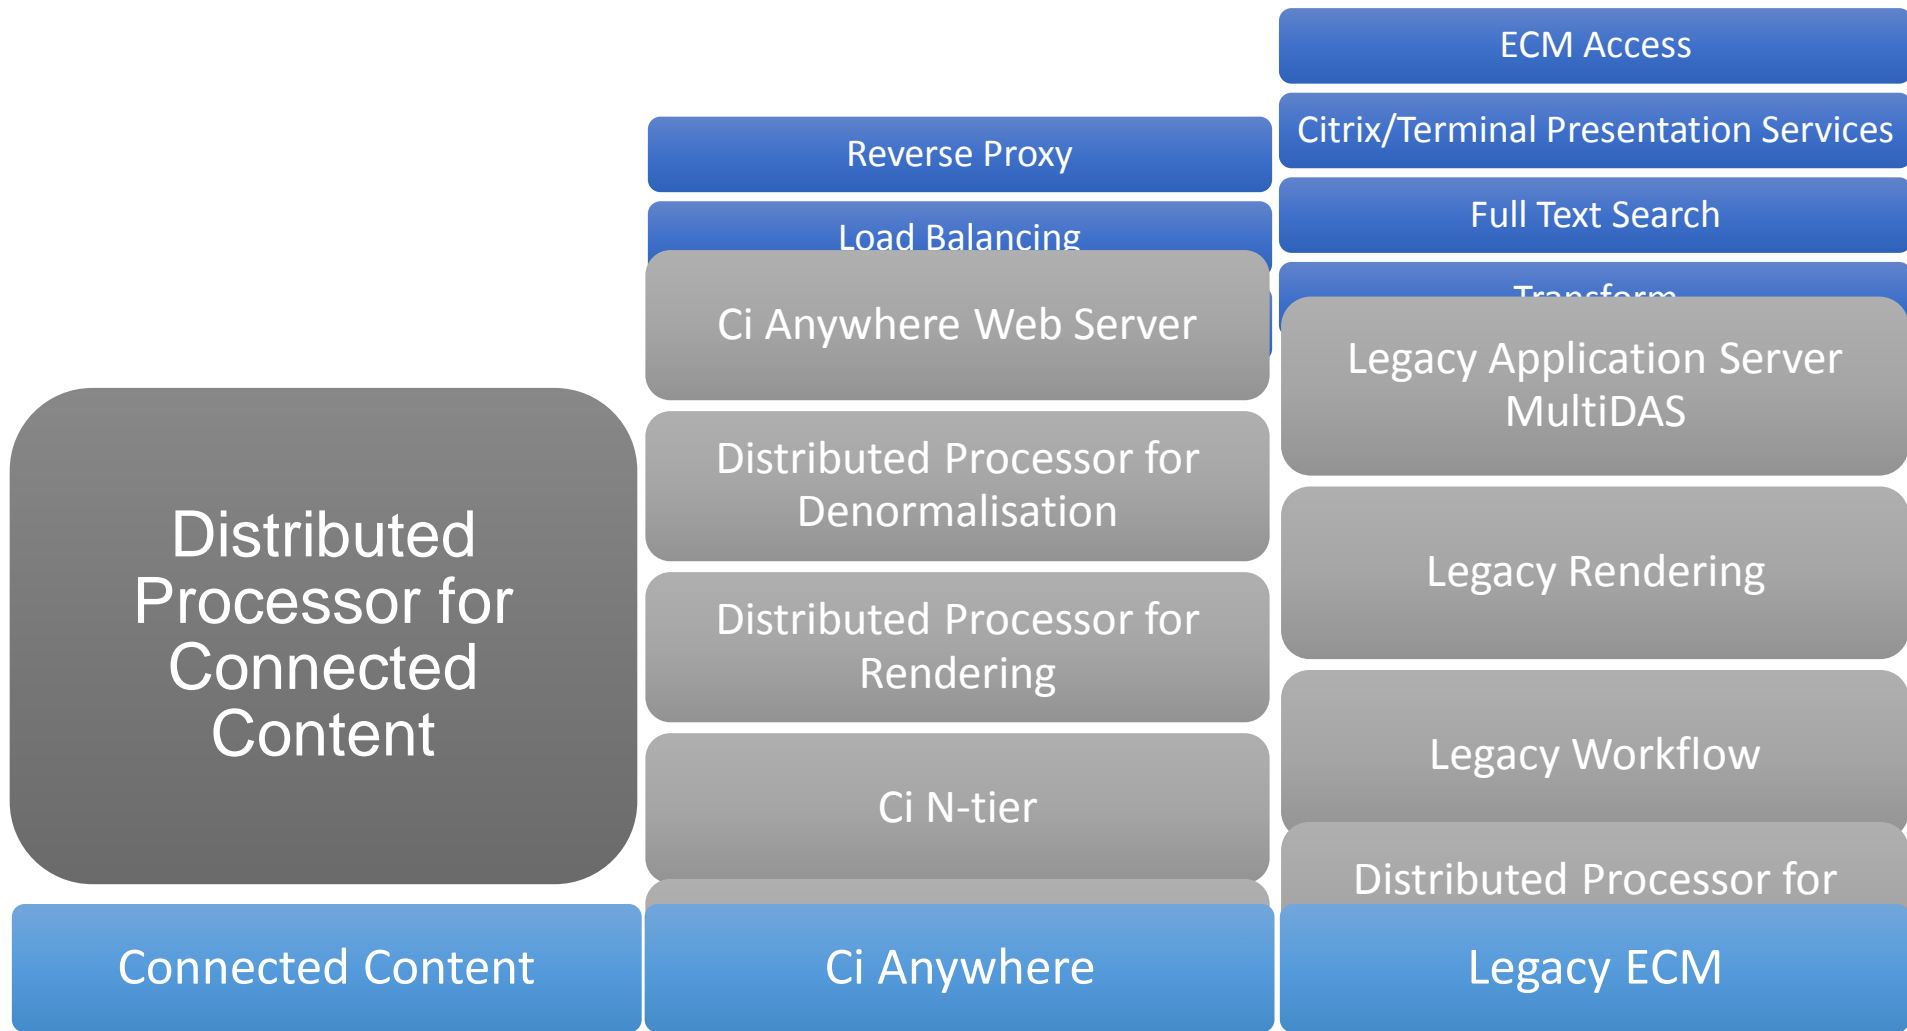 Distributed
Processor for
Connected
Content
Connected Content
Reverse Proxy
Load Balancing
Ci Anywhere Web Server
Distributed Processor for
Denormalisation
Distributed Processor for
Rendering
Ci N-tier
Ci Anywhere
ECM Access
Citrix/Terminal Presentation Services
Full Text Search
Transform
Legacy Application Server
MultiDAS
Legacy Rendering
Legacy Workflow
Distributed Processor for
Legacy ECM